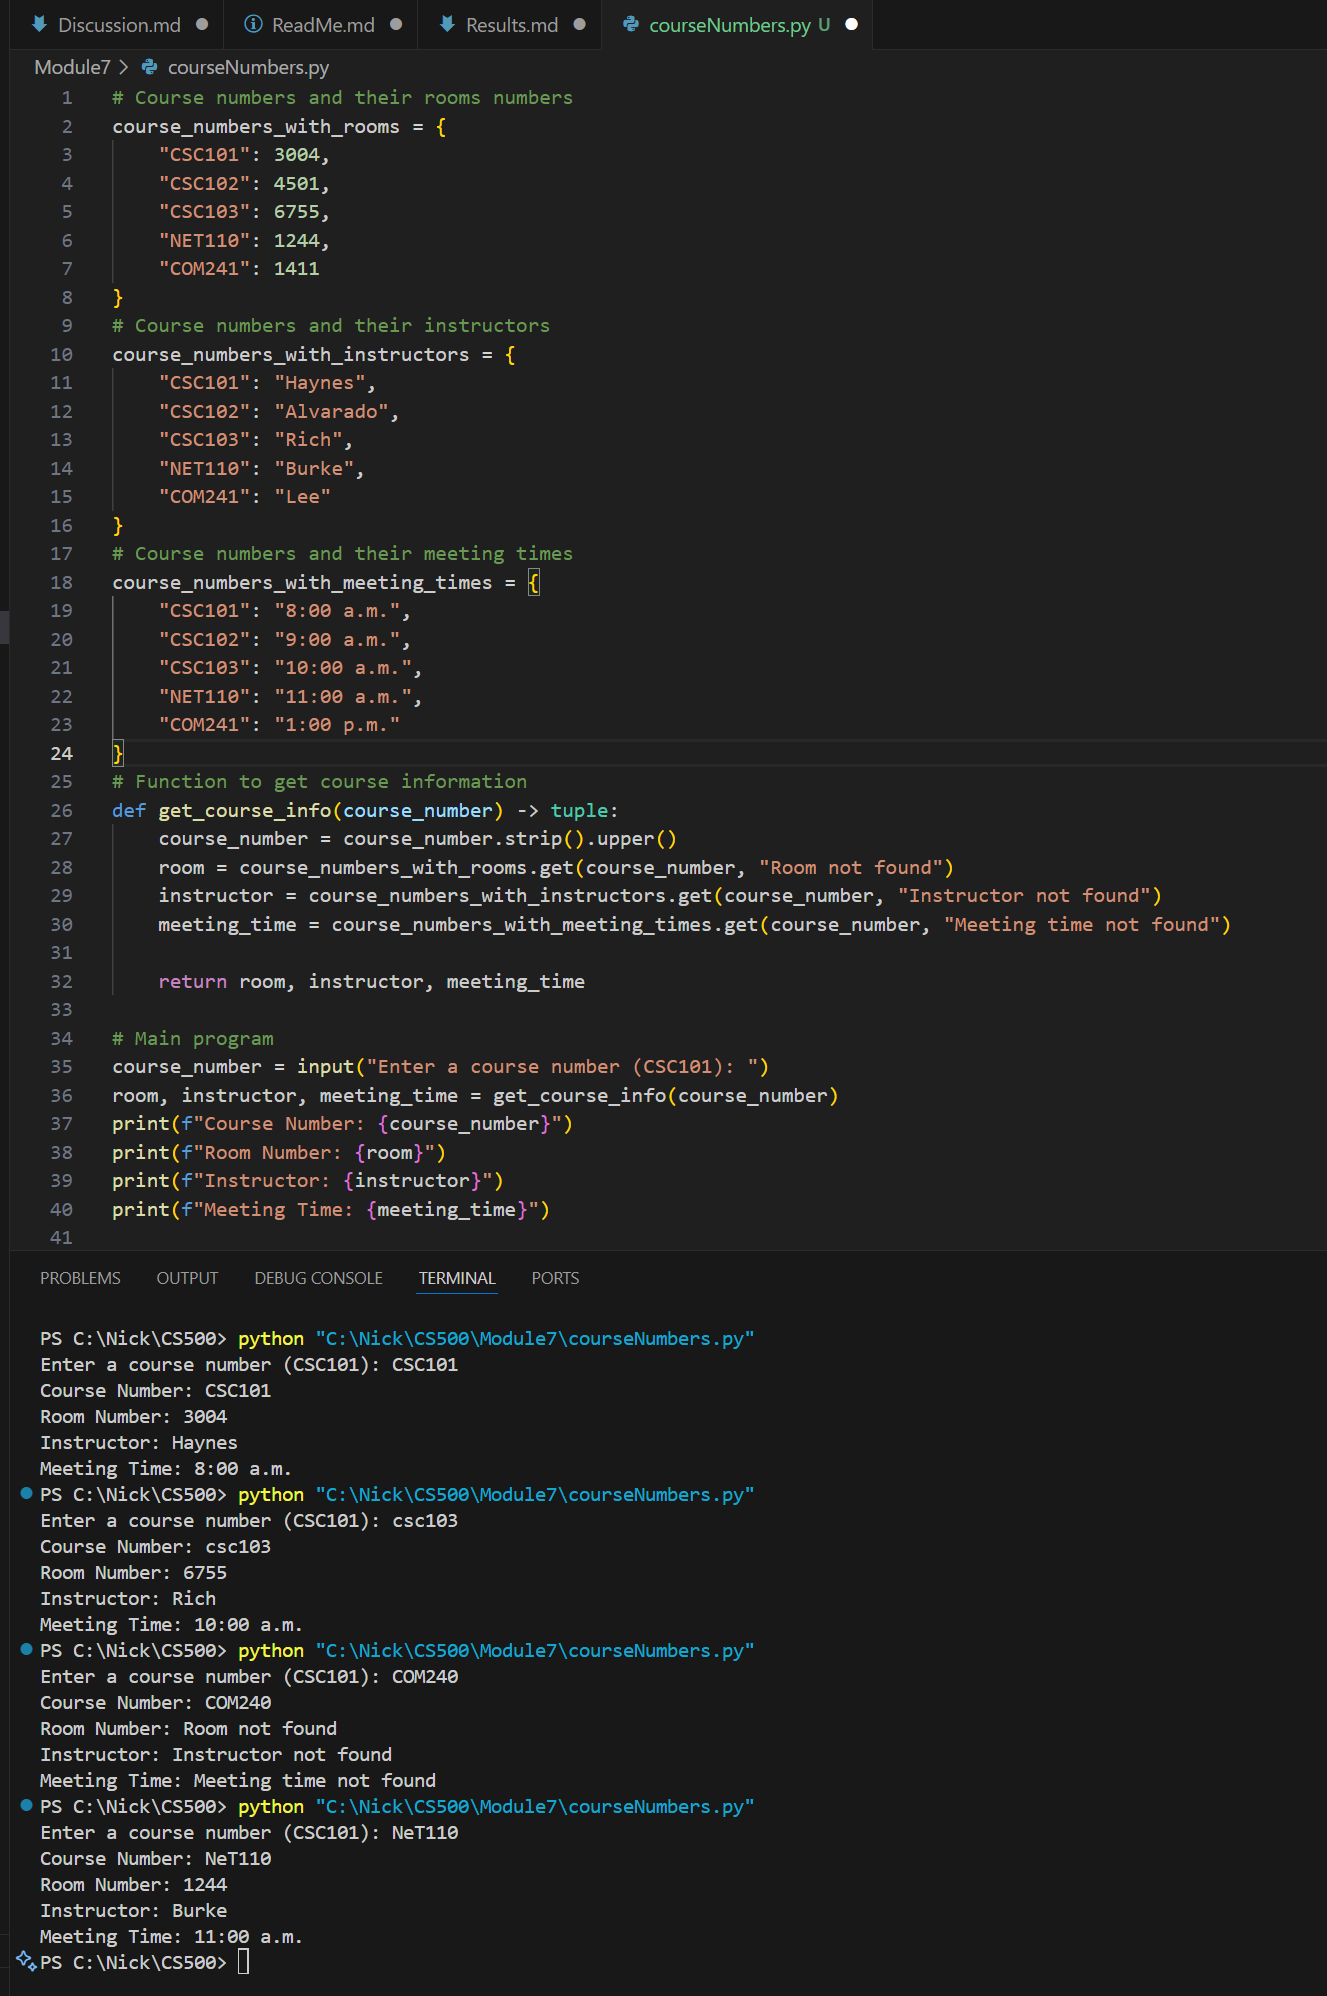 Discussion.md ReadMe.md Results.md courseNumbers.py U
Module7 > courseNumbers.py
1 # Course numbers and their rooms numbers
2 course_numbers_with_rooms = {
3     "CSC101": 3004,
4     "CSC102": 4501,
5     "CSC103": 6755,
6     "NET110": 1244,
7     "COM241": 1411
8 }
9 # Course numbers and their instructors
10 course_numbers_with_instructors = {
11     "CSC101": "Haynes",
12     "CSC102": "Alvarado",
13     "CSC103": "Rich",
14     "NET110": "Burke",
15     "COM241": "Lee"
16 }
17 # Course numbers and their meeting times
18 course_numbers_with_meeting_times = {
19     "CSC101": "8:00 a.m.",
20     "CSC102": "9:00 a.m.",
21     "CSC103": "10:00 a.m.",
22     "NET110": "11:00 a.m.",
23     "COM241": "1:00 p.m."
24 }
25 # Function to get course information
26 def get_course_info(course_number) -> tuple:
27     course_number = course_number.strip().upper()
28     room = course_numbers_with_rooms.get(course_number, "Room not found")
29     instructor = course_numbers_with_instructors.get(course_number, "Instructor not found")
30     meeting_time = course_numbers_with_meeting_times.get(course_number, "Meeting time not found")
31
32     return room, instructor, meeting_time
33
34 # Main program
35 course_number = input("Enter a course number (CSC101): ")
36 room, instructor, meeting_time = get_course_info(course_number)
37 print(f"Course Number: {course_number}")
38 print(f"Room Number: {room}")
39 print(f"Instructor: {instructor}")
40 print(f"Meeting Time: {meeting_time}")
41
PROBLEMS OUTPUT DEBUG CONSOLE TERMINAL PORTS
PS C:\Nick\CS500> python "C:\Nick\CS500\Module7\courseNumbers.py"
Enter a course number (CSC101): CSC101
Course Number: CSC101
Room Number: 3004
Instructor: Haynes
Meeting Time: 8:00 a.m.
PS C:\Nick\CS500> python "C:\Nick\CS500\Module7\courseNumbers.py"
Enter a course number (CSC101): csc103
Course Number: csc103
Room Number: 6755
Instructor: Rich
Meeting Time: 10:00 a.m.
PS C:\Nick\CS500> python "C:\Nick\CS500\Module7\courseNumbers.py"
Enter a course number (CSC101): COM240
Course Number: COM240
Room Number: Room not found
Instructor: Instructor not found
Meeting Time: Meeting time not found
PS C:\Nick\CS500> python "C:\Nick\CS500\Module7\courseNumbers.py"
Enter a course number (CSC101): NeT110
Course Number: NeT110
Room Number: 1244
Instructor: Burke
Meeting Time: 11:00 a.m.
PS C:\Nick\CS500>